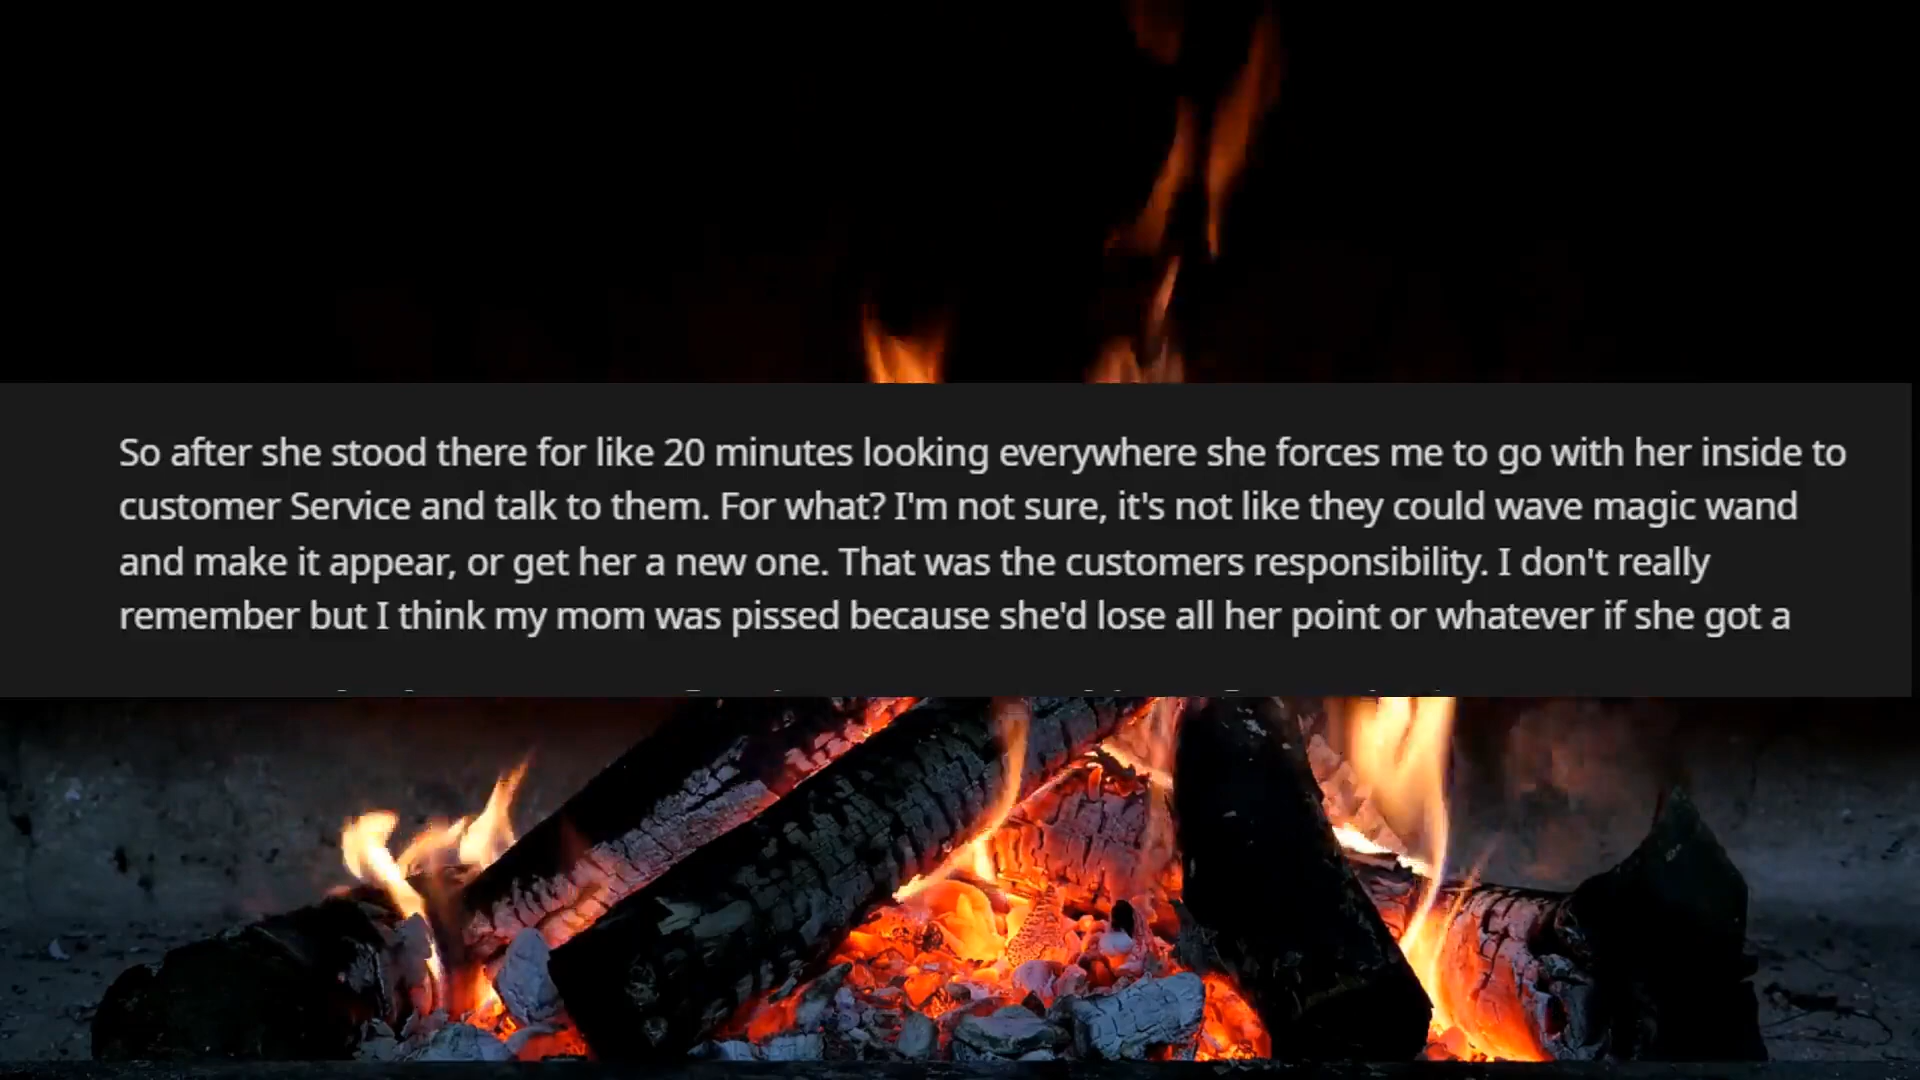 So after she stood there for like 20 minutes looking everywhere she forces me to go with her inside to
customer Service and talk to them. For what? I'm not sure, it's not like they could wave magic wand
and make it appear, or get her a new one. That was the customers responsibility. I don't really
remember but I think my mom was pissed because she'd lose all her point or whatever if she got a